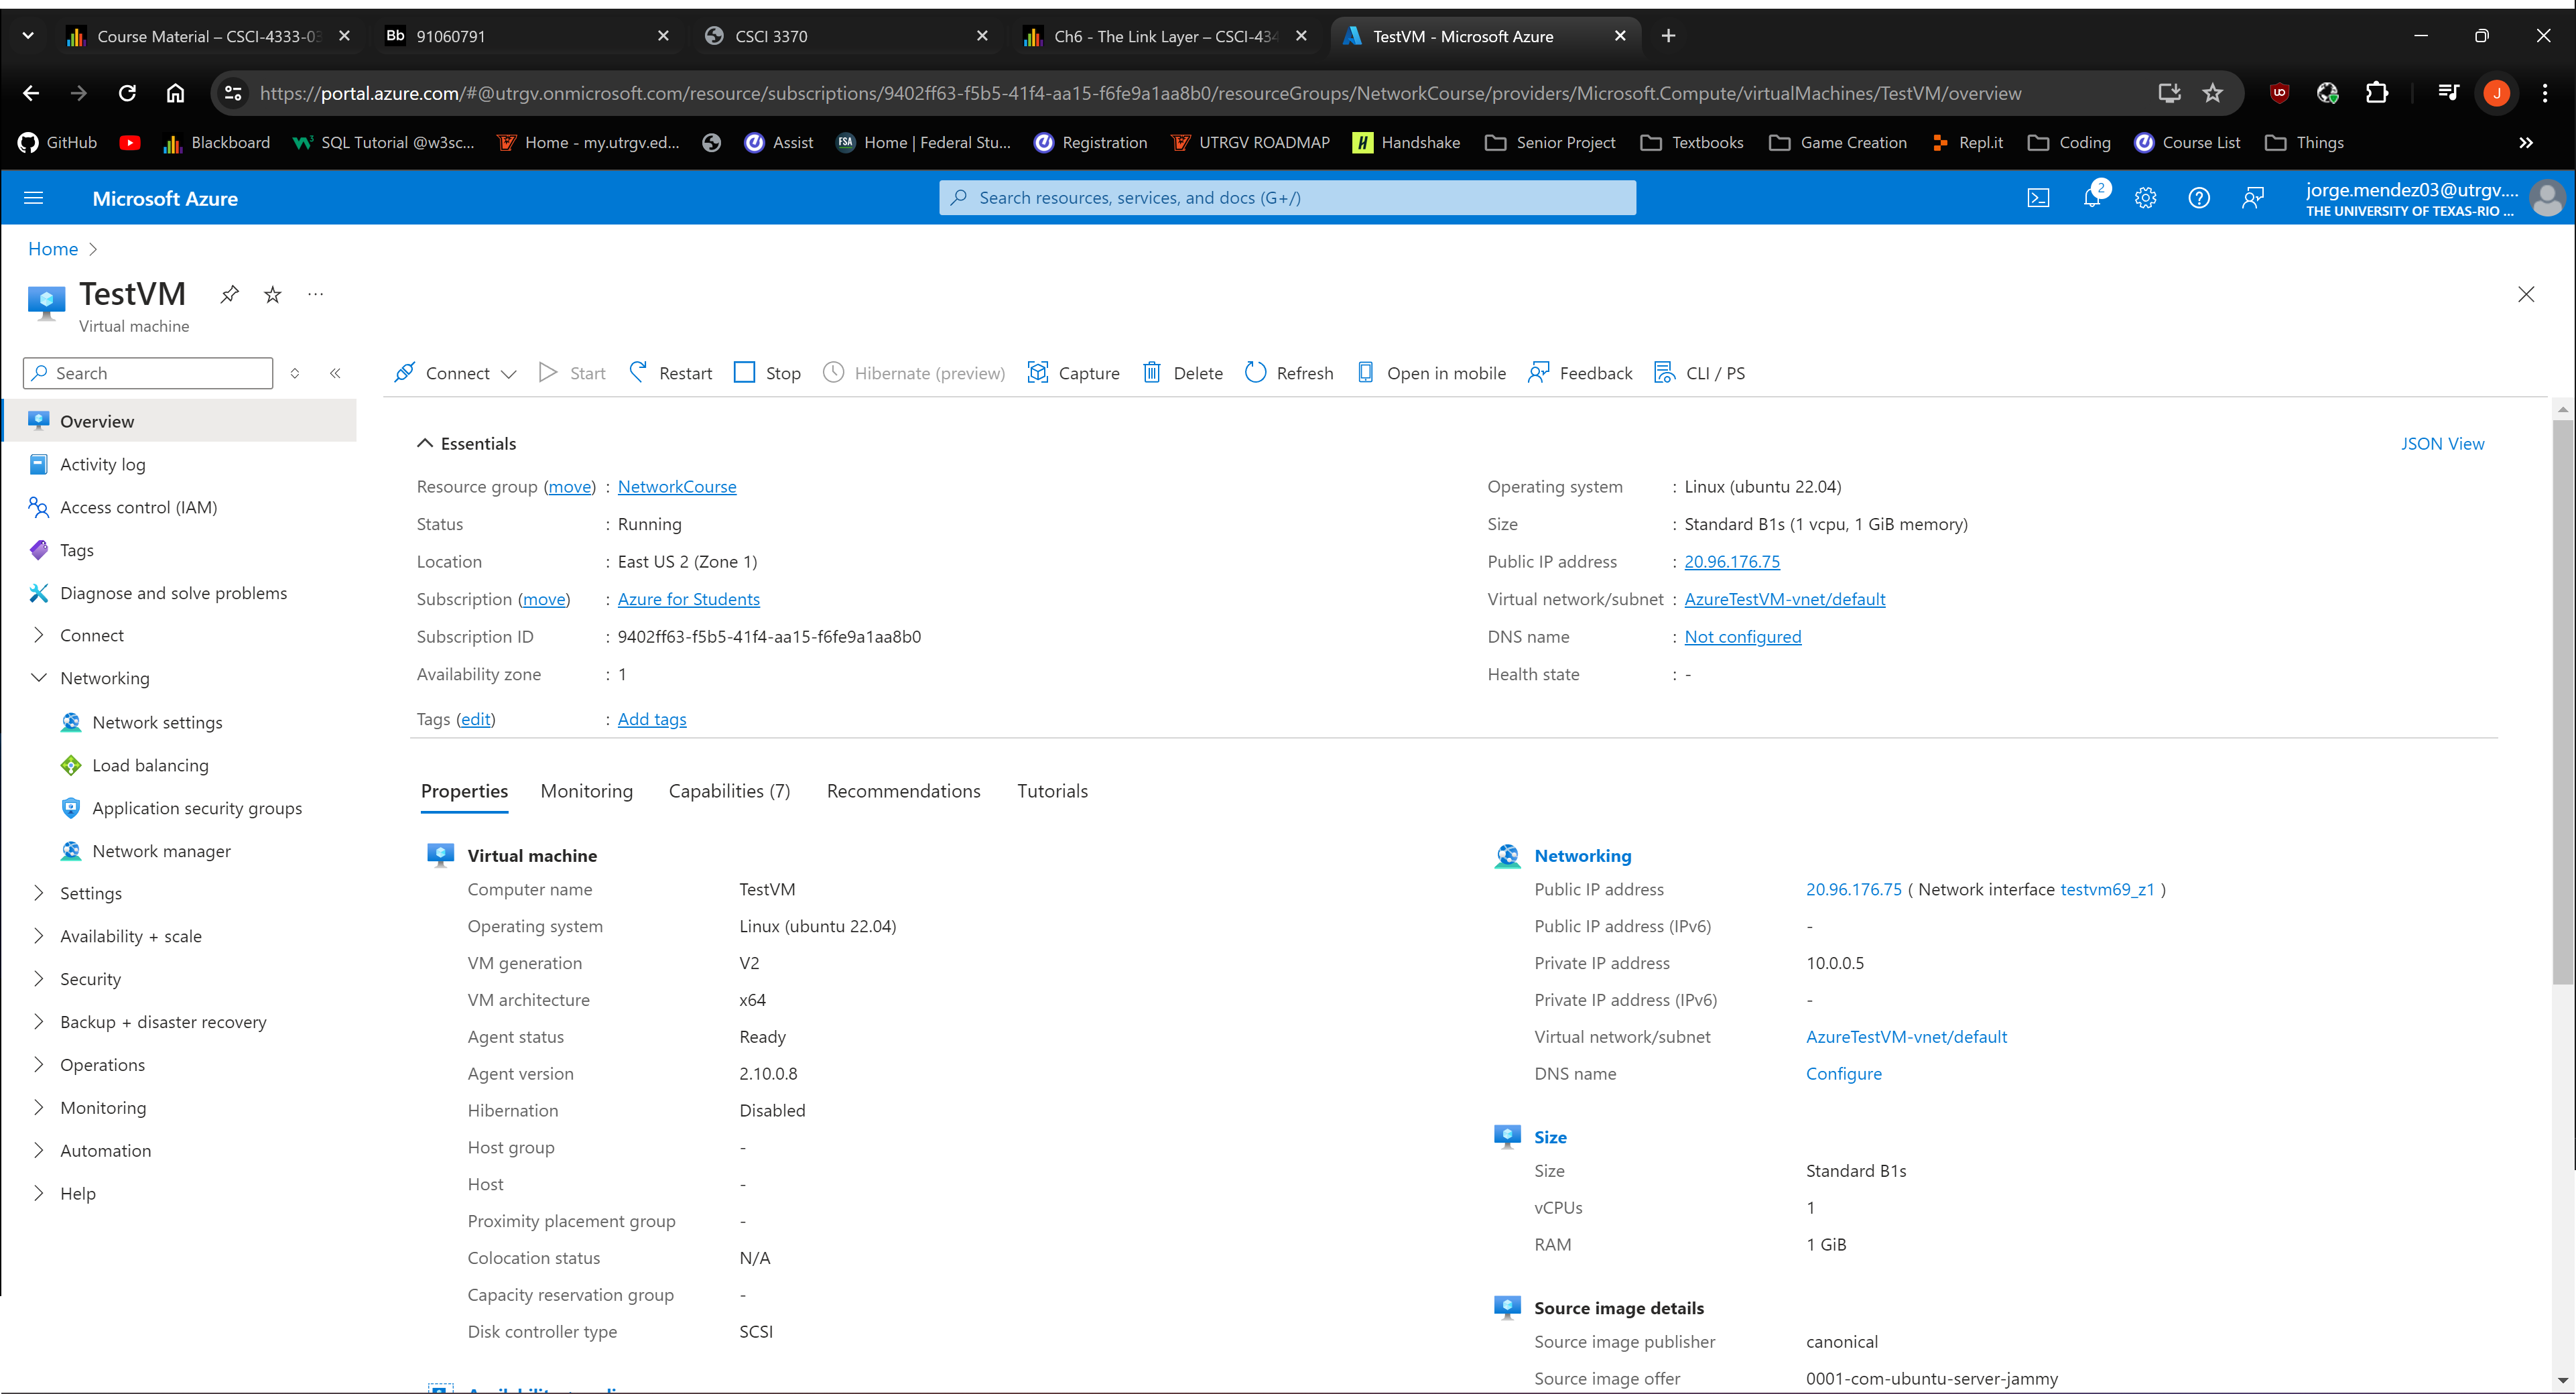 Course Material – CSCI-4333-03
Bb 91060791
CSCI 3370
Ch6 - The Link Layer – CSCI-434
TestVM - Microsoft Azure
https://portal.azure.com/#@utrgv.onmicrosoft.com/resource/subscriptions/9402ff63-f5b5-41f4-aa15-f6fe9a1aa8b0/resourceGroups/NetworkCourse/providers/Microsoft.Compute/virtualMachines/TestVM/overview
J
GitHub
Blackboard
SQL Tutorial @w3sc...
Home - my.utrgv.ed...
Assist
FSA Home | Federal Stu...
Registration
UTRGV ROADMAP
H Handshake
Senior Project
Textbooks
Game Creation
Repl.it
Coding
Course List
Things
Microsoft Azure
Search resources, services, and docs (G+/)
2
jorge.mendez03@utrgv....
THE UNIVERSITY OF TEXAS-RIO ...
Home
TestVM
Virtual machine
Search
Connect
Start
Restart
Stop
Hibernate (preview)
Capture
Delete
Refresh
Open in mobile
Feedback
CLI / PS
Overview
Activity log
Access control (IAM)
Tags
Diagnose and solve problems
Connect
Networking
Network settings
Load balancing
Application security groups
Network manager
Settings
Availability + scale
Security
Backup + disaster recovery
Operations
Monitoring
Automation
Help
Essentials
JSON View
Resource group (move) : NetworkCourse
Status : Running
Location : East US 2 (Zone 1)
Subscription (move) : Azure for Students
Subscription ID : 9402ff63-f5b5-41f4-aa15-f6fe9a1aa8b0
Availability zone : 1
Tags (edit) : Add tags
Operating system : Linux (ubuntu 22.04)
Size : Standard B1s (1 vcpu, 1 GiB memory)
Public IP address : 20.96.176.75
Virtual network/subnet : AzureTestVM-vnet/default
DNS name : Not configured
Health state : -
Properties
Monitoring
Capabilities (7)
Recommendations
Tutorials
Virtual machine
Computer name TestVM
Operating system Linux (ubuntu 22.04)
VM generation V2
VM architecture x64
Agent status Ready
Agent version 2.10.0.8
Hibernation Disabled
Host group -
Host -
Proximity placement group -
Colocation status N/A
Capacity reservation group -
Disk controller type SCSI
Networking
Public IP address 20.96.176.75 ( Network interface testvm69_z1 )
Public IP address (IPv6) -
Private IP address 10.0.0.5
Private IP address (IPv6) -
Virtual network/subnet AzureTestVM-vnet/default
DNS name Configure
Size
Size Standard B1s
vCPUs 1
RAM 1 GiB
Source image details
Source image publisher canonical
Source image offer 0001-com-ubuntu-server-jammy